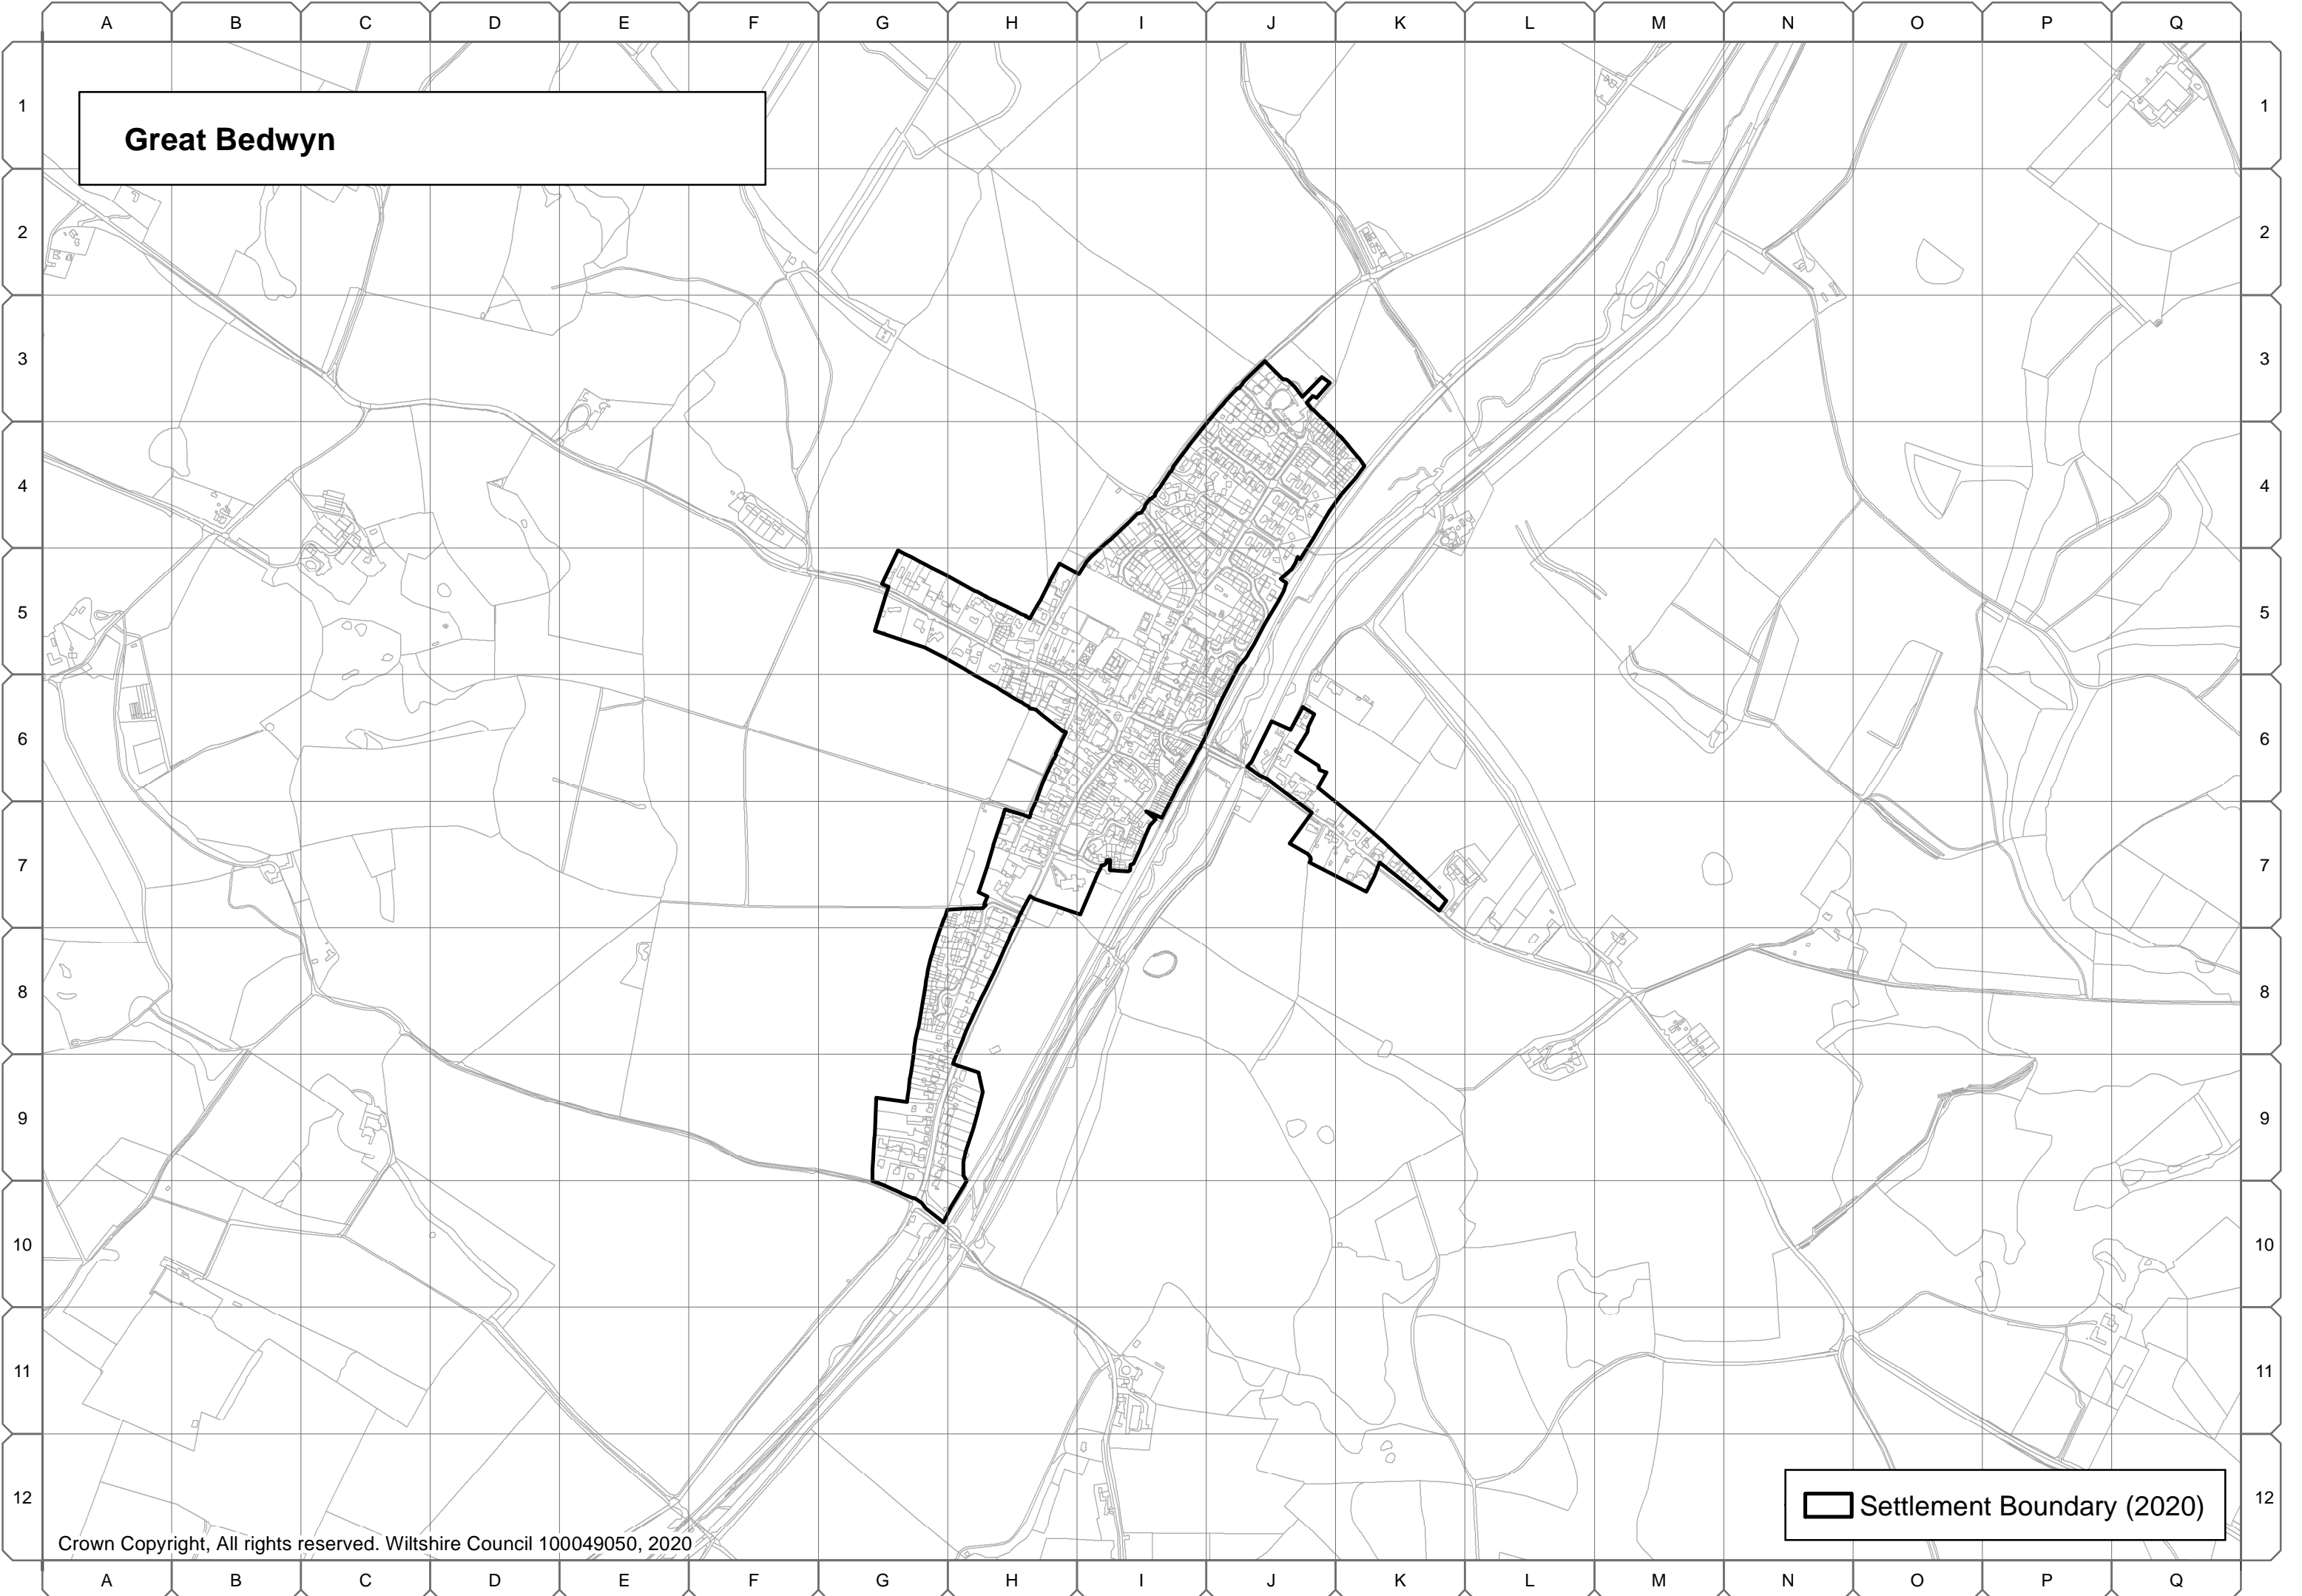 A B C D E F G H I J K L M N O P Q
Great Bedwyn
1 1
2 2
3 3
4 4
5 5
6 6
7 7
8 8
9 9
10 10
11 11
12 12
Settlement Boundary (2020)
Crown Copyright, All rights reserved. Wiltshire Council 100049050, 2020
A B C D E F G H I J K L M N O P Q